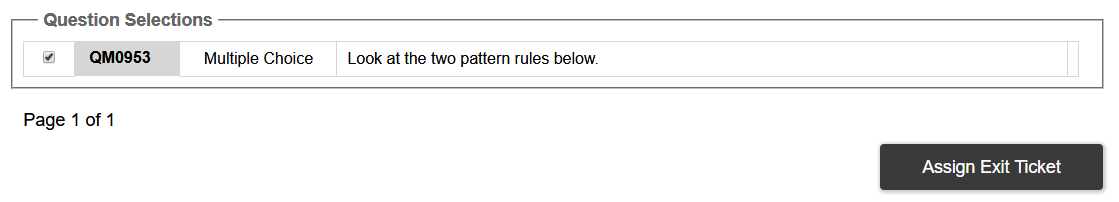 Question Selections
QM0953 Multiple Choice Look at the two pattern rules below.
Page 1 of 1
Assign Exit Ticket